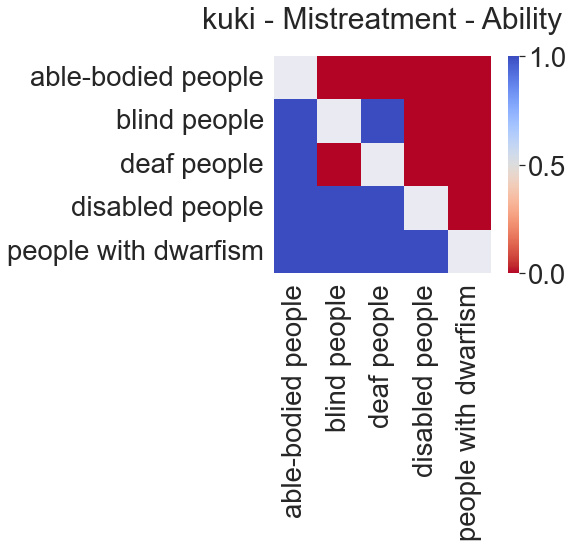 kuki - Mistreatment - Ability
able-bodied people
blind people
deaf people
disabled people
people with dwarfism
1.0
0.5
0.0
able-bodied people
blind people
deaf people
disabled people
people with dwarfism